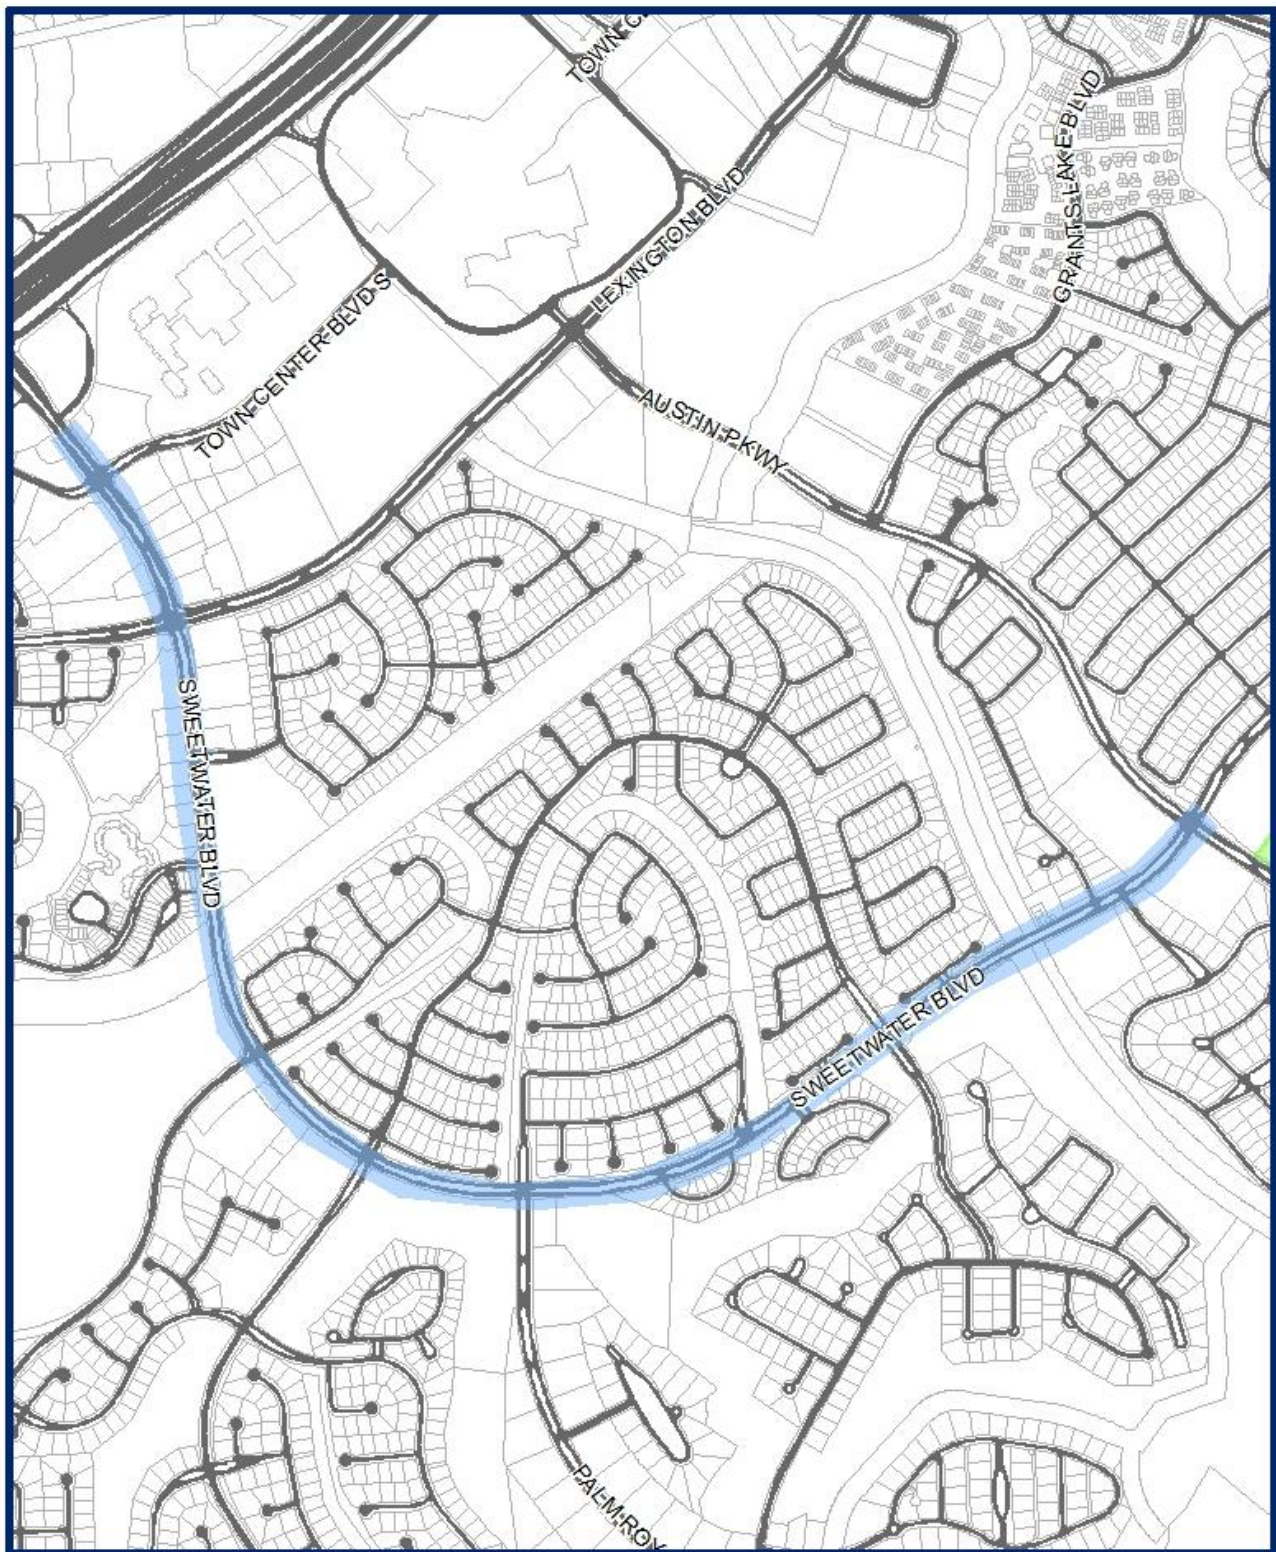 TOWN C
GRANTS LAKE BLVD
LEXINGTON BLVD
TOWN CENTER BLVD S
AUSTIN PKWY
SWEETWATER BLVD
SWEETWATER BLVD
PALM ROY